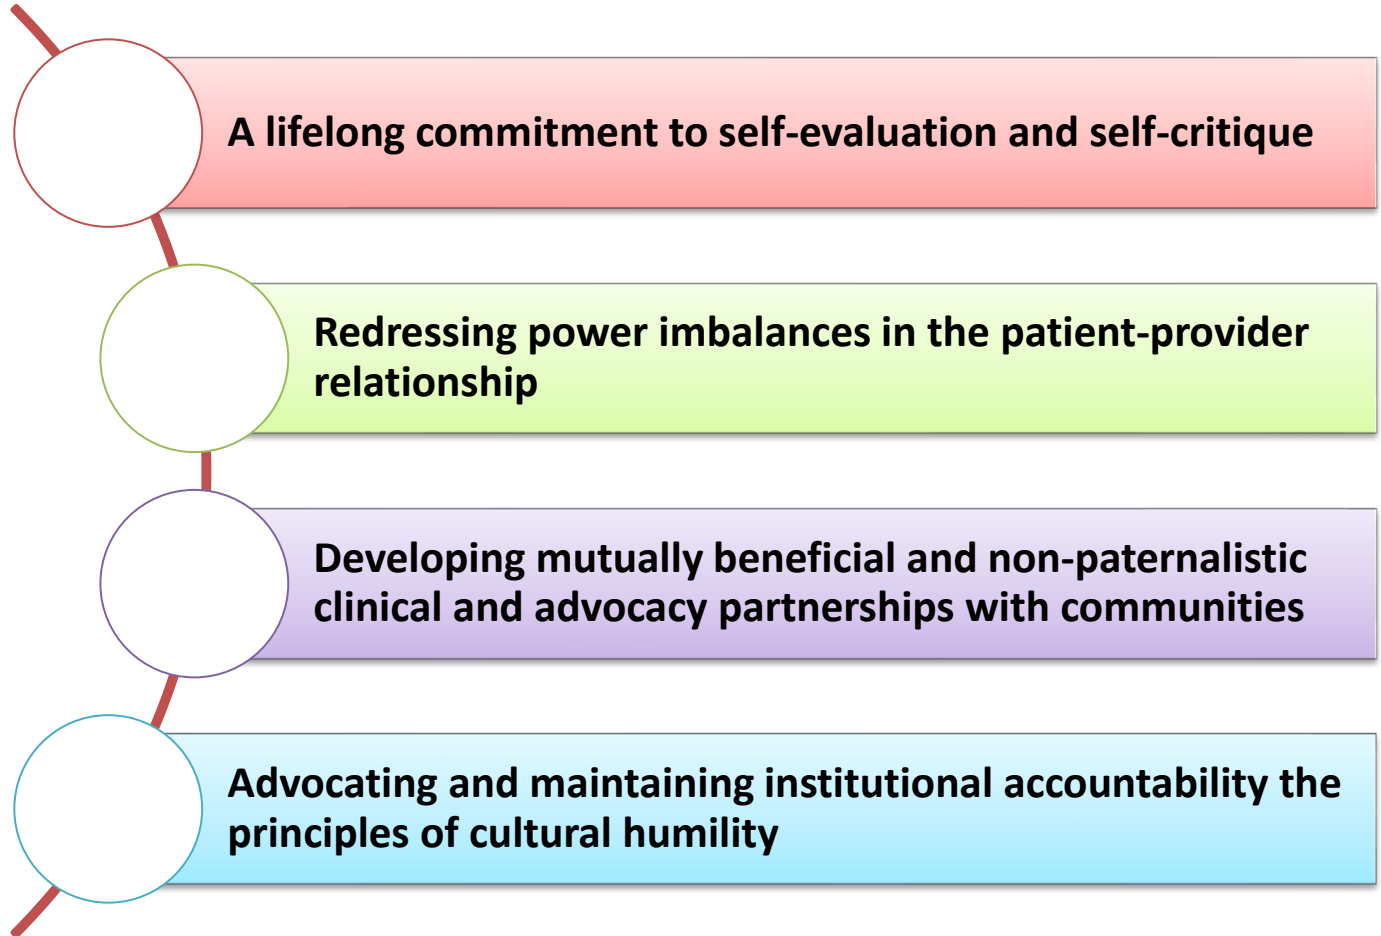 A lifelong commitment to self-evaluation and self-critique
Redressing power imbalances in the patient-provider
relationship
Developing mutually beneficial and non-paternalistic
clinical and advocacy partnerships with communities
Advocating and maintaining institutional accountability the
principles of cultural humility